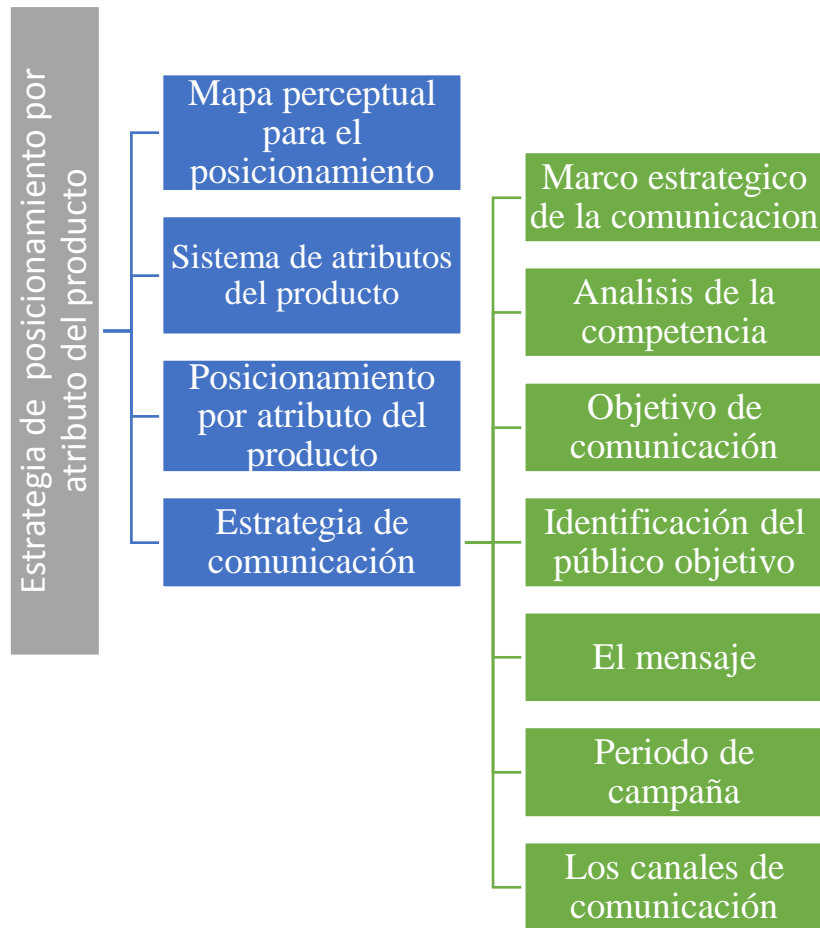 Estrategia de posicionamiento por
atributo del producto
Mapa perceptual
para el
posicionamiento
Sistema de atributos
del producto
Posicionamiento
por atributo del
producto
Estrategia de
comunicación
Marco estrategico
de la comunicacion
Analisis de la
competencia
Objetivo de
comunicación
Identificación del
público objetivo
El mensaje
Periodo de
campaña
Los canales de
comunicación